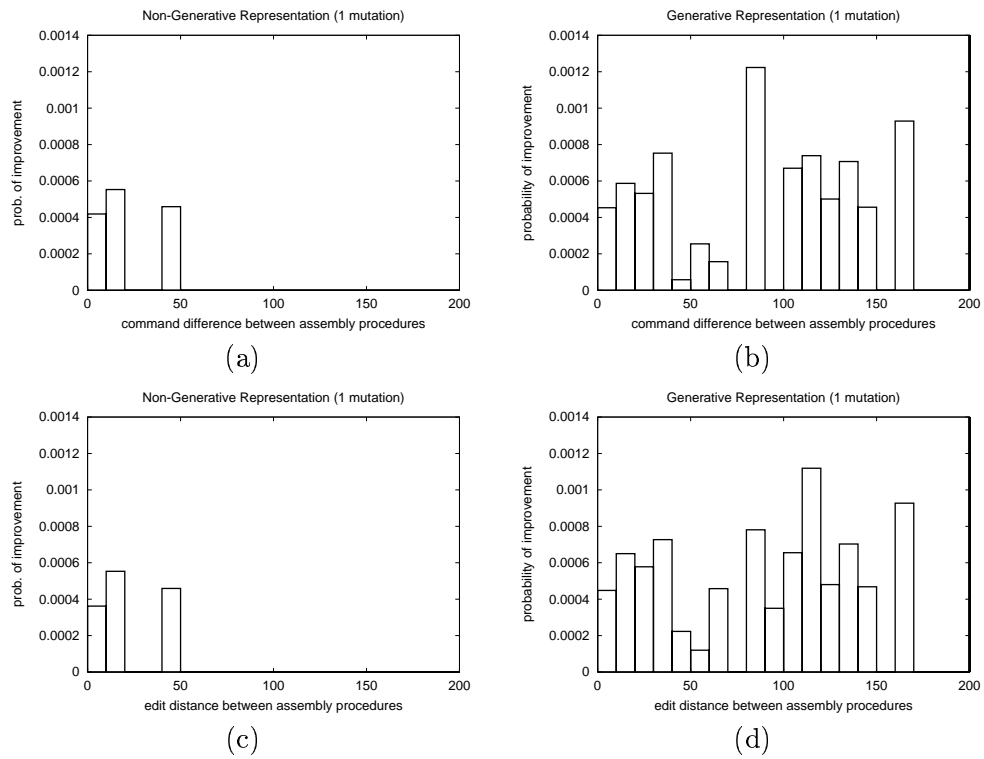 Non-Generative Representation (1 mutation)
0.0014
0.0012
0.001
0.0008
0.0006
0.0004
0.0002
0
prob. of improvement
0 50 100 150 200
command difference between assembly procedures
(a)
Generative Representation (1 mutation)
0.0014
0.0012
0.001
0.0008
0.0006
0.0004
0.0002
0
probability of improvement
0 50 100 150 200
command difference between assembly procedures
(b)
Non-Generative Representation (1 mutation)
0.0014
0.0012
0.001
0.0008
0.0006
0.0004
0.0002
0
prob. of improvement
0 50 100 150 200
edit distance between assembly procedures
(c)
Generative Representation (1 mutation)
0.0014
0.0012
0.001
0.0008
0.0006
0.0004
0.0002
0
probability of improvement
0 50 100 150 200
edit distance between assembly procedures
(d)